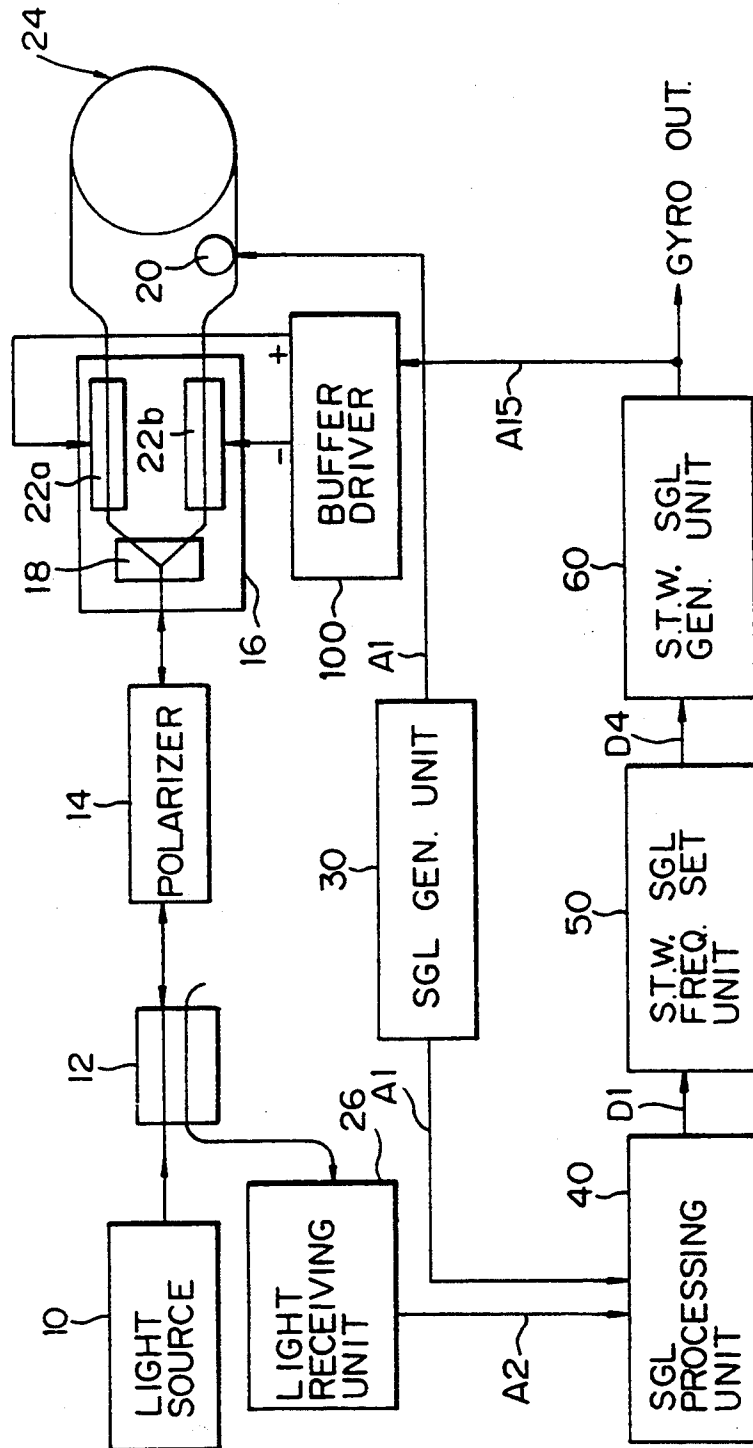 10
LIGHT
SOURCE
12
14
POLARIZER
16
18
22a
22b
20
24
26
LIGHT
RECEIVING
UNIT
A1
30
SGL GEN. UNIT
A1
100
BUFFER
DRIVER
+
-
A15
GYRO OUT.
A2
40
SGL
PROCESSING
UNIT
D1
50
S.T.W. SGL
FREQ. SET
UNIT
D4
60
S.T.W. SGL
GEN. UNIT